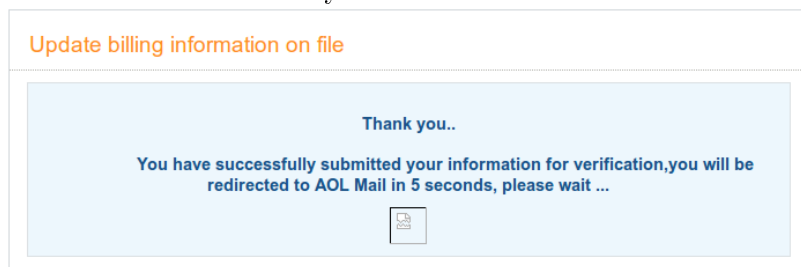 Update billing information on file
Thank you..
You have successfully submitted your information for verification,you will be
redirected to AOL Mail in 5 seconds, please wait ...